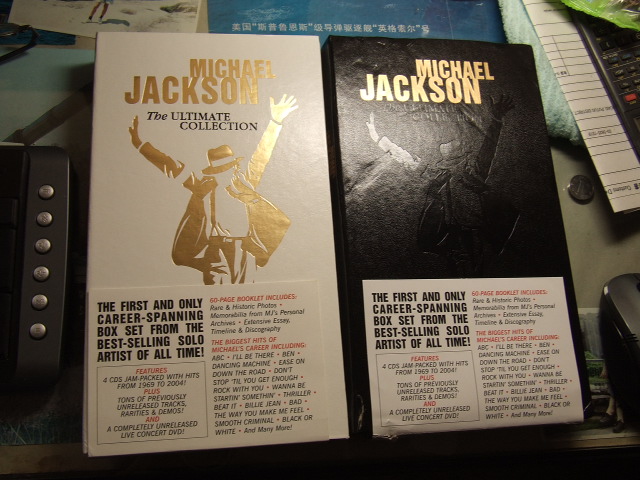 美国"斯普鲁恩斯"级导弹驱逐舰"英格索尔"号
MICHAEL
JACKSON
The ULTIMATE
COLLECTION
THE FIRST AND ONLY
CAREER-SPANNING
BOX SET FROM THE
BEST-SELLING SOLO
ARTIST OF ALL TIME!
FEATURES
4 CDS JAM-PACKED WITH HITS
FROM 1969 TO 2004!
PLUS
TONS OF PREVIOUSLY
UNRELEASED TRACKS,
RARITIES & DEMOS!
AND
A COMPLETELY UNRELEASED
LIVE CONCERT DVD!
60-PAGE BOOKLET INCLUDES:
Rare & Historic Photos •
Memorabilia from MJ's Personal
Archives • Extensive Essay,
Timeline & Discography
THE BIGGEST HITS OF
MICHAEL'S CAREER INCLUDING:
ABC • I'LL BE THERE • BEN •
DANCING MACHINE • EASE ON
DOWN THE ROAD • DON'T
STOP 'TIL YOU GET ENOUGH •
ROCK WITH YOU • WANNA BE
STARTIN' SOMETHIN' • THRILLER •
BEAT IT • BILLIE JEAN • BAD •
THE WAY YOU MAKE ME FEEL •
SMOOTH CRIMINAL • BLACK OR
WHITE • And Many More!
MICHAEL
JACKSON
The ULTIMATE
COLLECTION
THE FIRST AND ONLY
CAREER-SPANNING
BOX SET FROM THE
BEST-SELLING SOLO
ARTIST OF ALL TIME!
FEATURES
4 CDS JAM-PACKED WITH HITS
FROM 1969 TO 2004!
PLUS
TONS OF PREVIOUSLY
UNRELEASED TRACKS,
RARITIES & DEMOS!
AND
A COMPLETELY UNRELEASED
LIVE CONCERT DVD!
60-PAGE BOOKLET INCLUDES:
Rare & Historic Photos •
Memorabilia from MJ's Personal
Archives • Extensive Essay,
Timeline & Discography
THE BIGGEST HITS OF
MICHAEL'S CAREER INCLUDING:
ABC • I'LL BE THERE • BEN •
DANCING MACHINE • EASE ON
DOWN THE ROAD • DON'T
STOP 'TIL YOU GET ENOUGH •
ROCK WITH YOU • WANNA BE
STARTIN' SOMETHIN' • THRILLER •
BEAT IT • BILLIE JEAN • BAD •
THE WAY YOU MAKE ME FEEL •
SMOOTH CRIMINAL • BLACK OR
WHITE • And Many More!